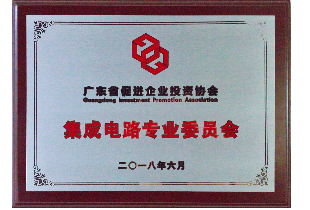 广东省促进企业投资协会
Guangdong Investment Promotion Association
集成电路专业委员会
二〇一八年六月